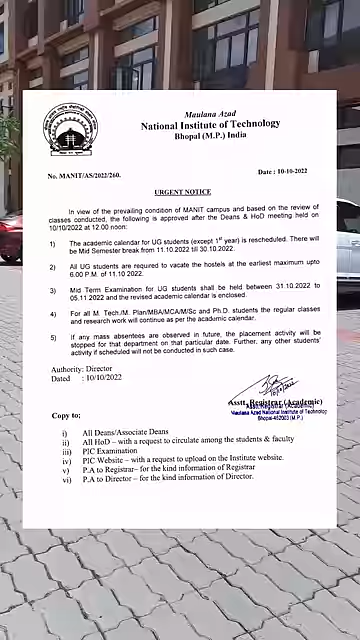 Maulana Azad
National Institute of Technology
Bhopal (M.P.) India
No. MANIT/AS/2022/260.
Date : 10-10-2022
URGENT NOTICE
In view of the prevailing condition of MANIT campus and based on the review of
classes conducted, the following is approved after the Deans & HoD meeting held on
10/10/2022 at 12.00 noon:
1) The academic calendar for UG students (except 1st year) is rescheduled. There will
be Mid Semester break from 11.10.2022 till 30.10.2022.
2) All UG students are required to vacate the hostels at the earliest maximum upto
6.00 P.M. of 11.10.2022.
3) Mid Term Examination for UG students shall be held between 31.10.2022 to
05.11.2022 and the revised academic calendar is enclosed.
4) For all M. Tech./M. Plan/MBA/MCA/M/Sc and Ph.D. students the regular classes
and research work will continue as per the academic calendar.
5) If any mass absentees are observed in future, the placement activity will be
stopped for that department on that particular date. Further, any other students'
activity if scheduled will not be conducted in such case.
Authority: Director
Dated : 10/10/2022
10/10/2022
Asstt. Registrar (Academic)
Asstt. Registrar (Academic)
Maulana Azad National Institute of Technology
Bhopal-462003 (M.P.)
Copy to;
i) All Deans/Associate Deans
ii) All HoD – with a request to circulate among the students & faculty
iii) PIC Examination
iv) PIC Website – with a request to upload on the Institute website.
v) P.A to Registrar– for the kind information of Registrar
vi) P.A to Director – for the kind information of Director.